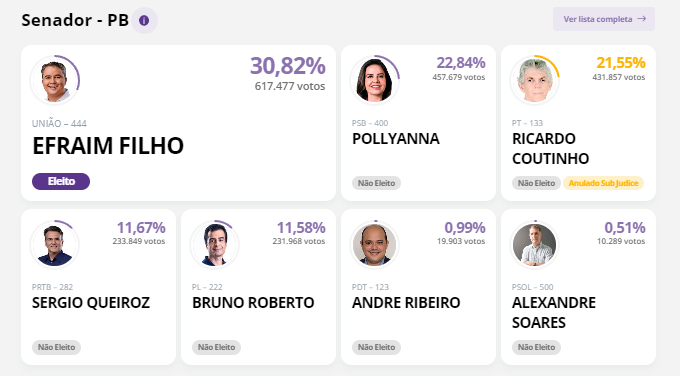 Senador - PB
Ver lista completa
30,82%
617.477 votos
UNIÃO – 444
EFRAIM FILHO
Eleito
22,84%
457.679 votos
PSB – 400
POLLYANNA
Não Eleito
21,55%
431.857 votos
PT – 133
RICARDO
COUTINHO
Não Eleito Anulado Sub Judice
11,67%
233.849 votos
PRTB – 282
SERGIO QUEIROZ
Não Eleito
11,58%
231.968 votos
PL – 222
BRUNO ROBERTO
Não Eleito
0,99%
19.903 votos
PDT – 123
ANDRE RIBEIRO
Não Eleito
0,51%
10.289 votos
PSOL – 500
ALEXANDRE
SOARES
Não Eleito